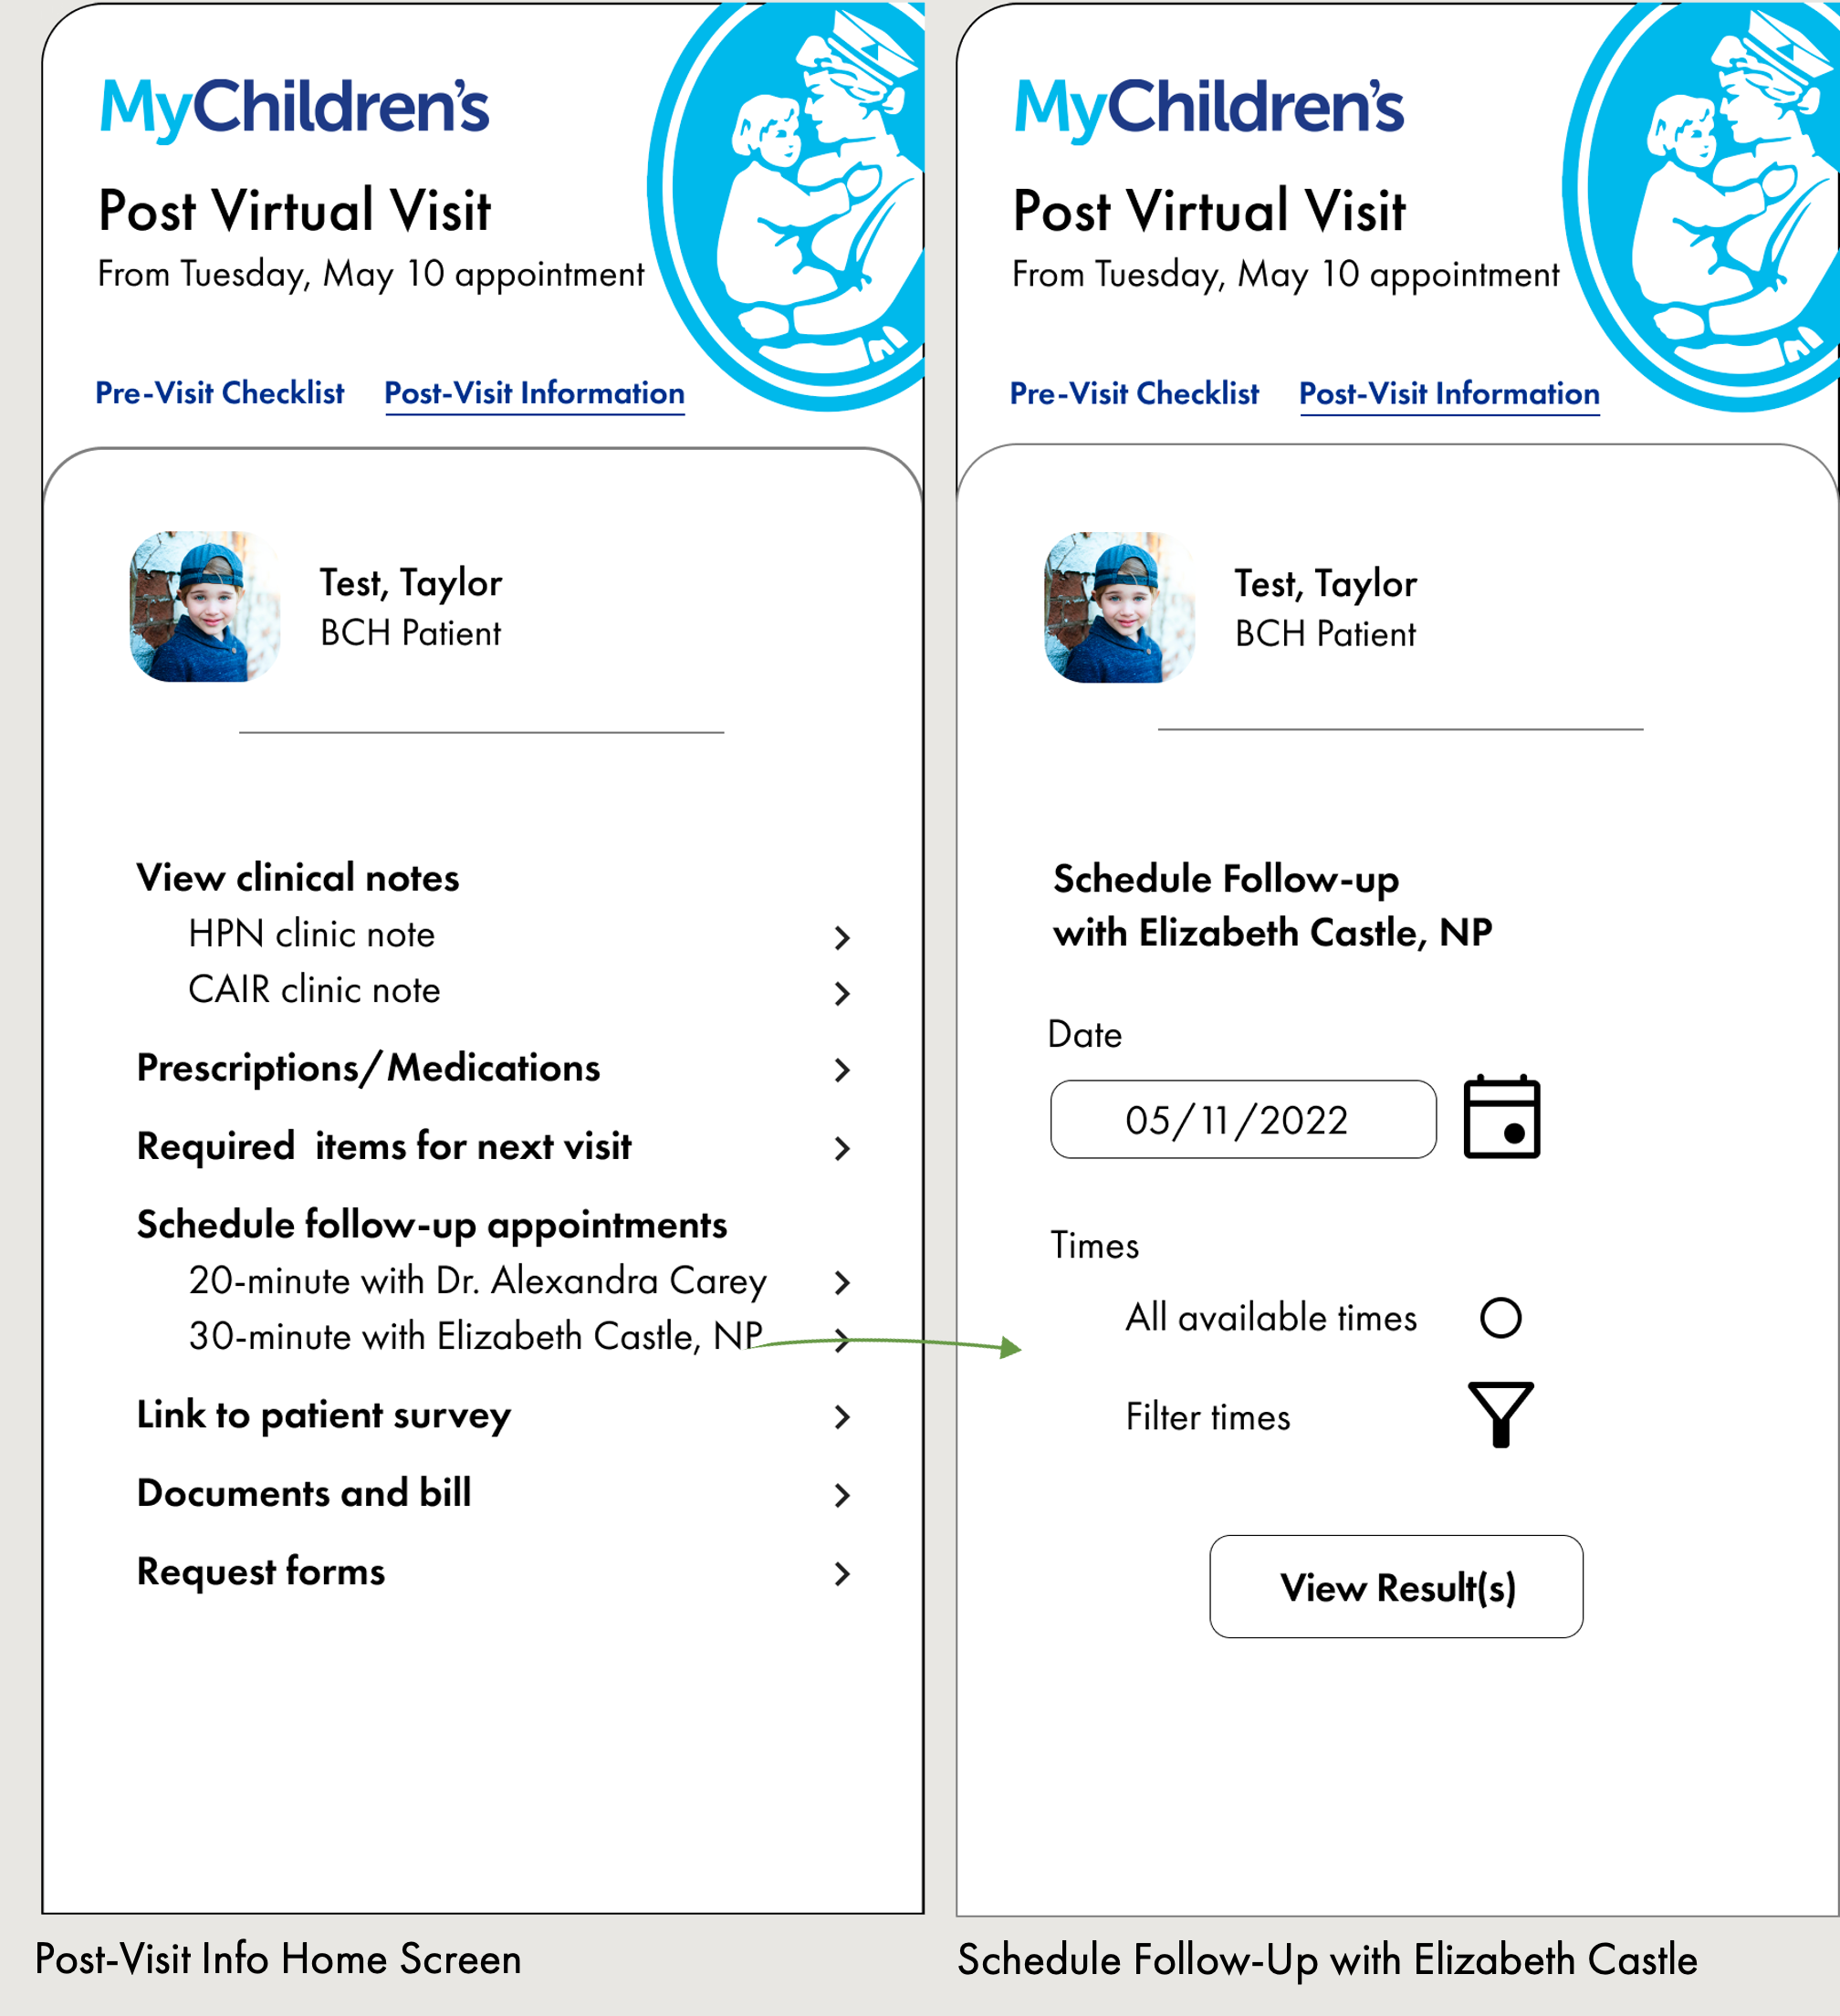 MyChildren's
Post Virtual Visit
From Tuesday, May 10 appointment
Pre-Visit Checklist
Post-Visit Information
Test, Taylor
BCH Patient
View clinical notes
HPN clinic note
CAIR clinic note
Prescriptions/Medications
Required  items for next visit
Schedule follow-up appointments
20-minute with Dr. Alexandra Carey
30-minute with Elizabeth Castle, NP
Link to patient survey
Documents and bill
Request forms
Post-Visit Info Home Screen
MyChildren's
Post Virtual Visit
From Tuesday, May 10 appointment
Pre-Visit Checklist
Post-Visit Information
Test, Taylor
BCH Patient
Schedule Follow-up
with Elizabeth Castle, NP
Date
05/11/2022
Times
All available times
Filter times
View Result(s)
Schedule Follow-Up with Elizabeth Castle